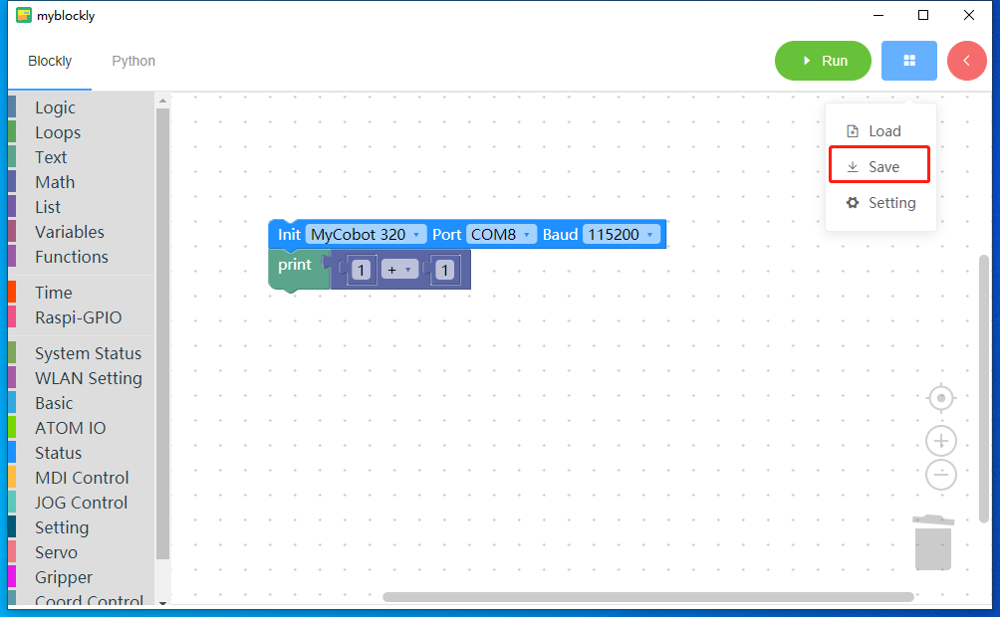 myblockly
Blockly Python Run
Load
Save
Setting
Logic
Loops
Text
Math
List
Variables
Functions
Time
Raspi-GPIO
System Status
WLAN Setting
Basic
ATOM IO
Status
MDI Control
JOG Control
Setting
Servo
Gripper
Coord Control
Init MyCobot 320 Port COM8 Baud 115200
print 1 + 1